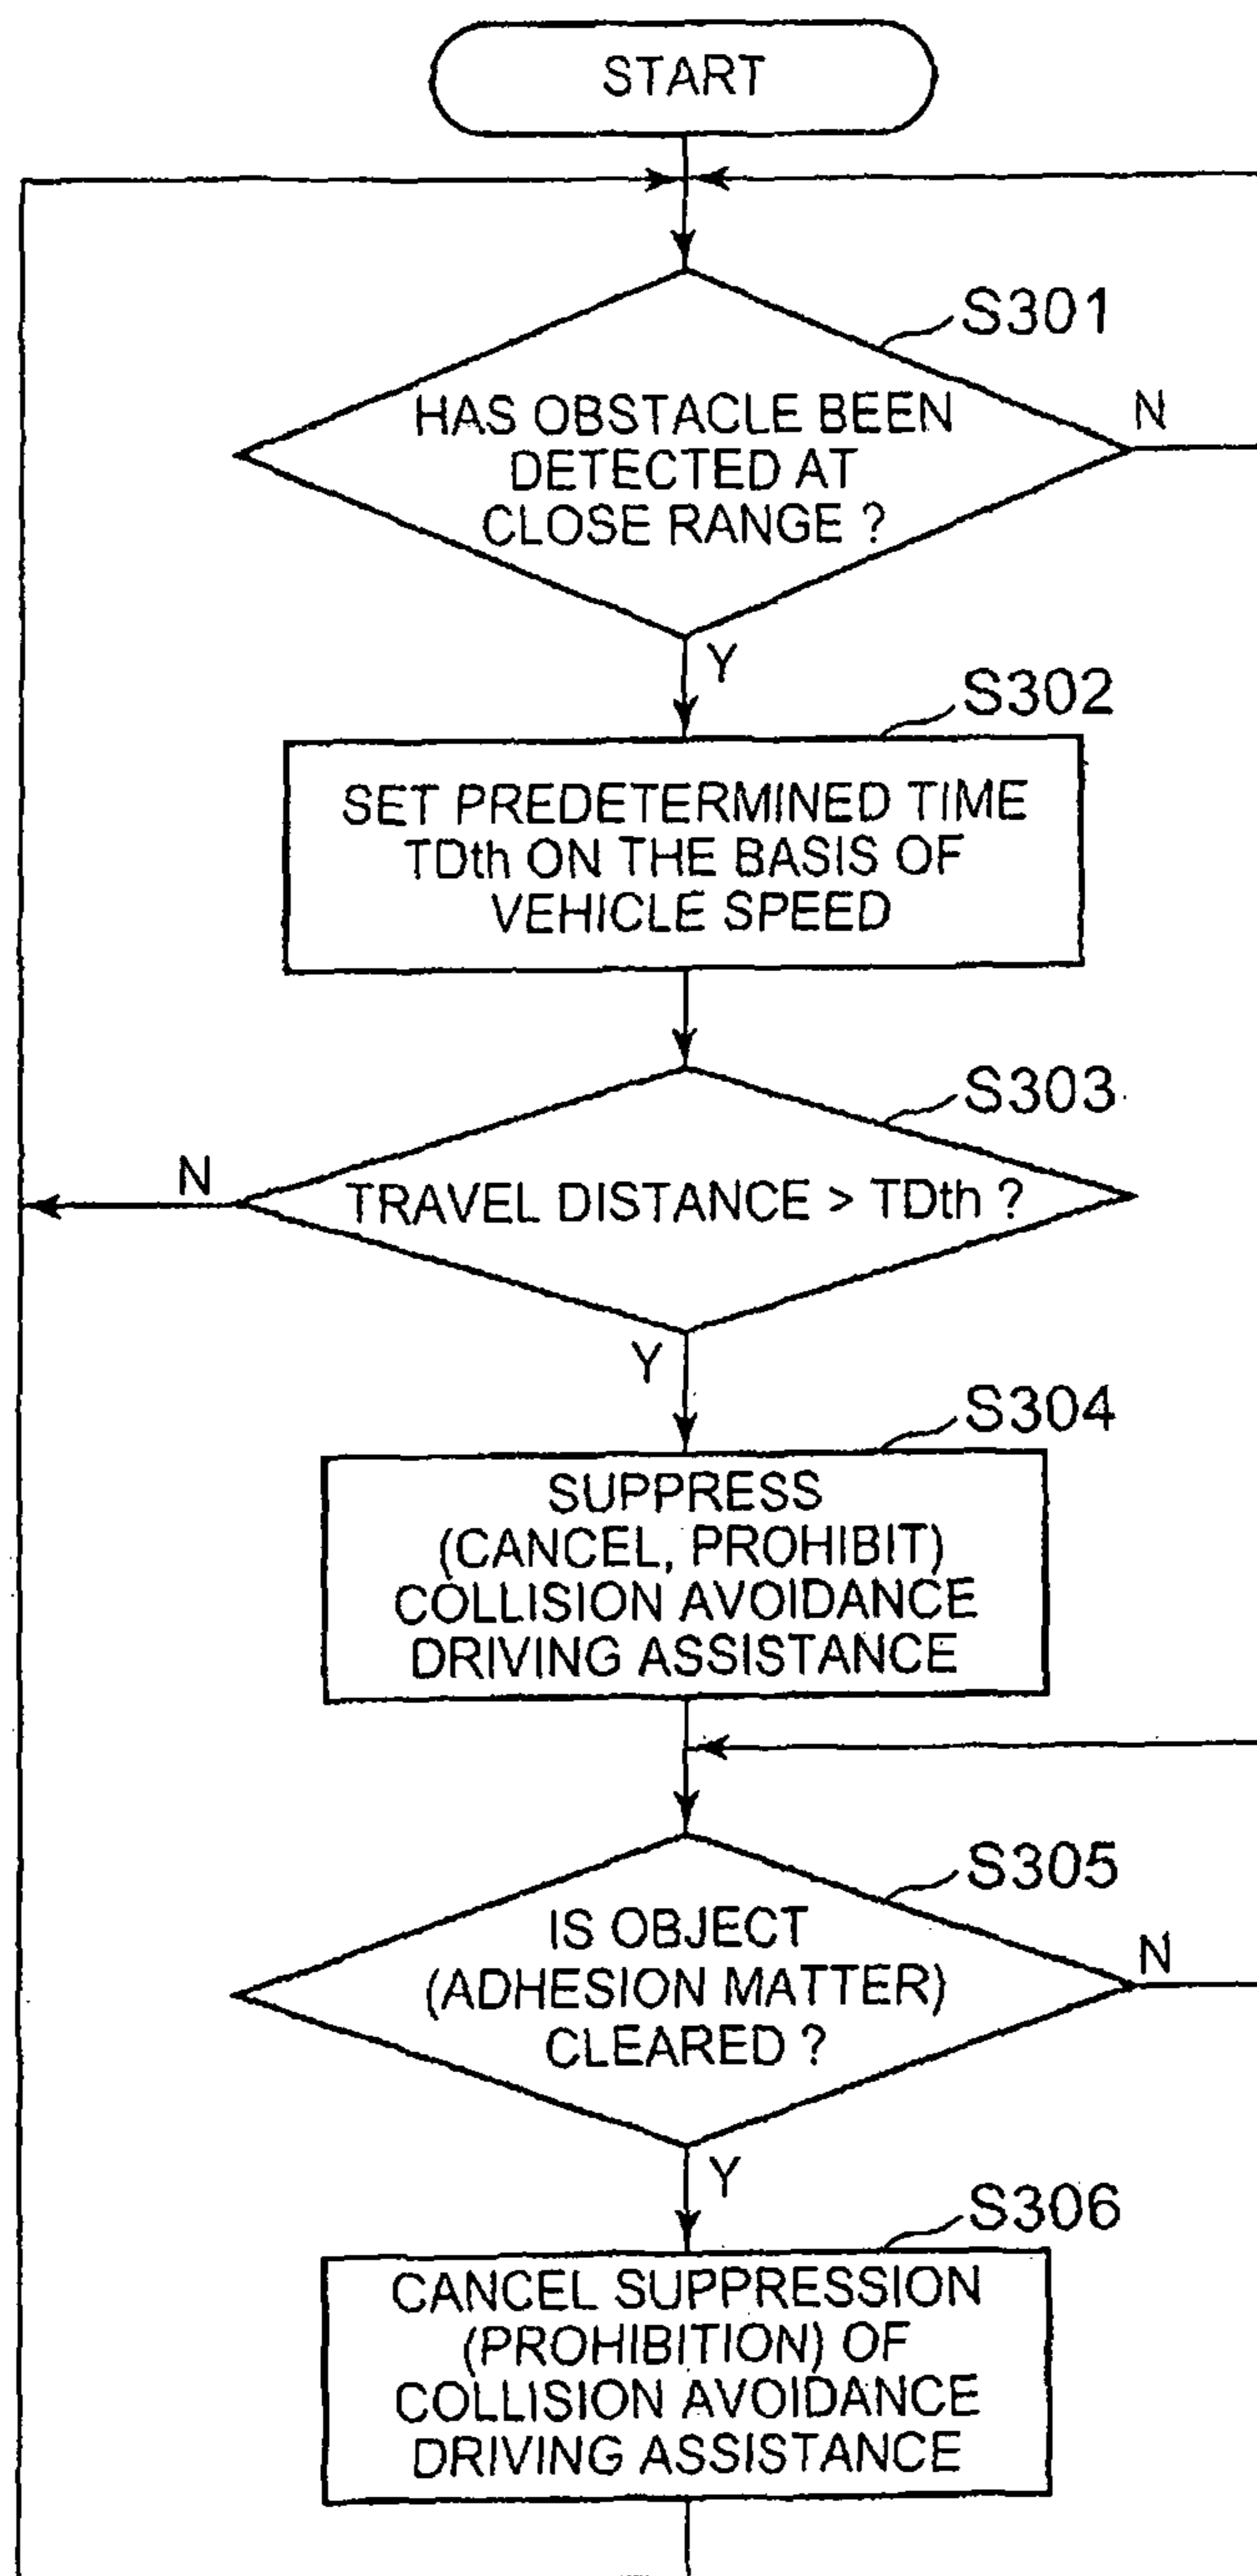 START
S301
HAS OBSTACLE BEEN
DETECTED AT
CLOSE RANGE ?
N
Y
S302
SET PREDETERMINED TIME
TDth ON THE BASIS OF
VEHICLE SPEED
S303
N
TRAVEL DISTANCE > TDth ?
Y
S304
SUPPRESS
(CANCEL, PROHIBIT)
COLLISION AVOIDANCE
DRIVING ASSISTANCE
S305
IS OBJECT
(ADHESION MATTER)
CLEARED ?
N
Y
S306
CANCEL SUPPRESSION
(PROHIBITION) OF
COLLISION AVOIDANCE
DRIVING ASSISTANCE